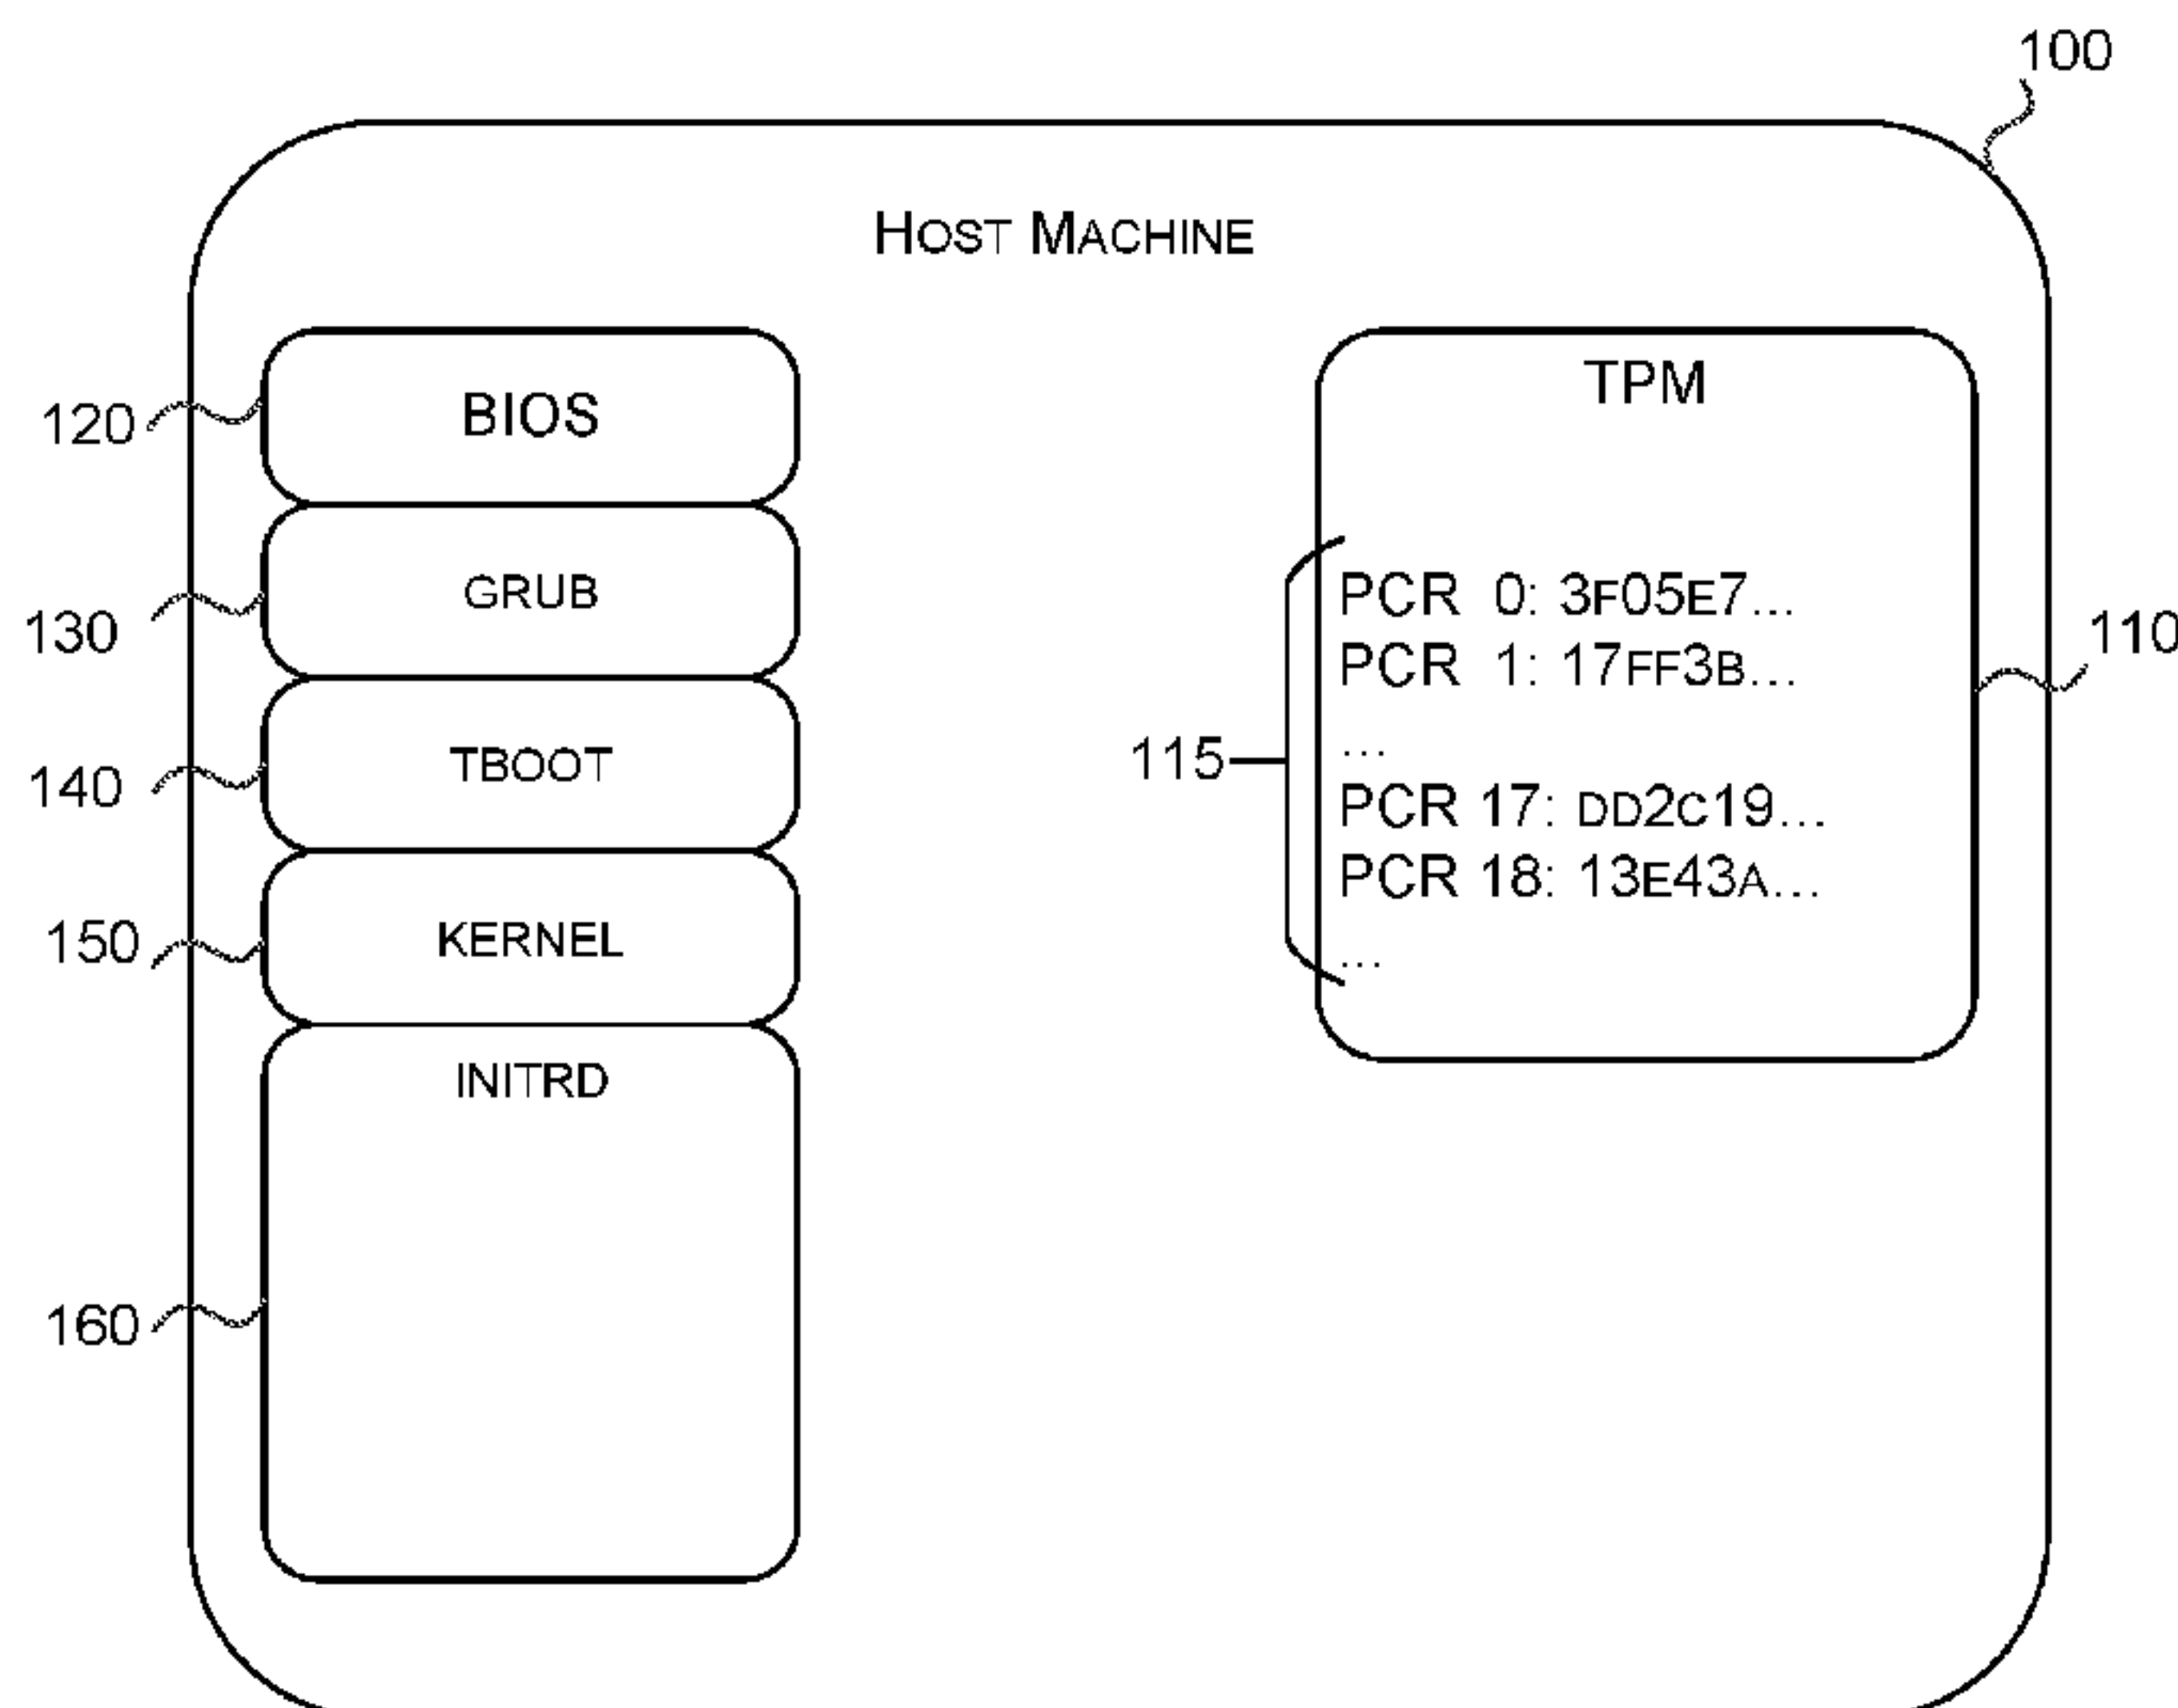 100
HOST MACHINE
120
BIOS
130
GRUB
140
TBOOT
150
KERNEL
160
INITRD
TPM
115
PCR 0: 3F05E7...
PCR 1: 17FF3B...
...
PCR 17: DD2C19...
PCR 18: 13E43A...
...
110